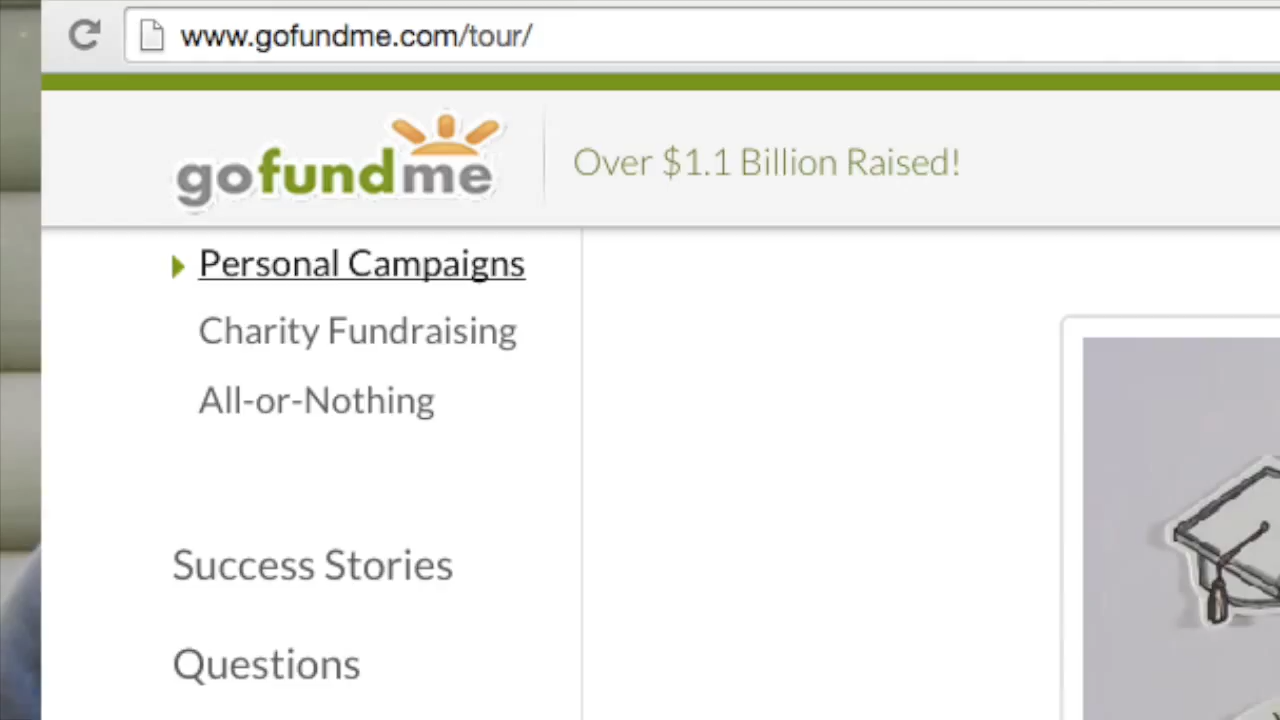 www.gofundme.com/tour/
gofundme
Over $1.1 Billion Raised!
Personal Campaigns
Charity Fundraising
All-or-Nothing
Success Stories
Questions